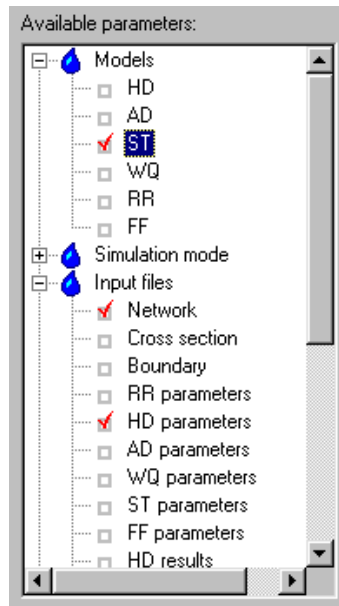 Available parameters:
Models
HD
AD
ST
WQ
RR
FF
Simulation mode
Input files
Network
Cross section
Boundary
RR parameters
HD parameters
AD parameters
WQ parameters
ST parameters
FF parameters
HD results